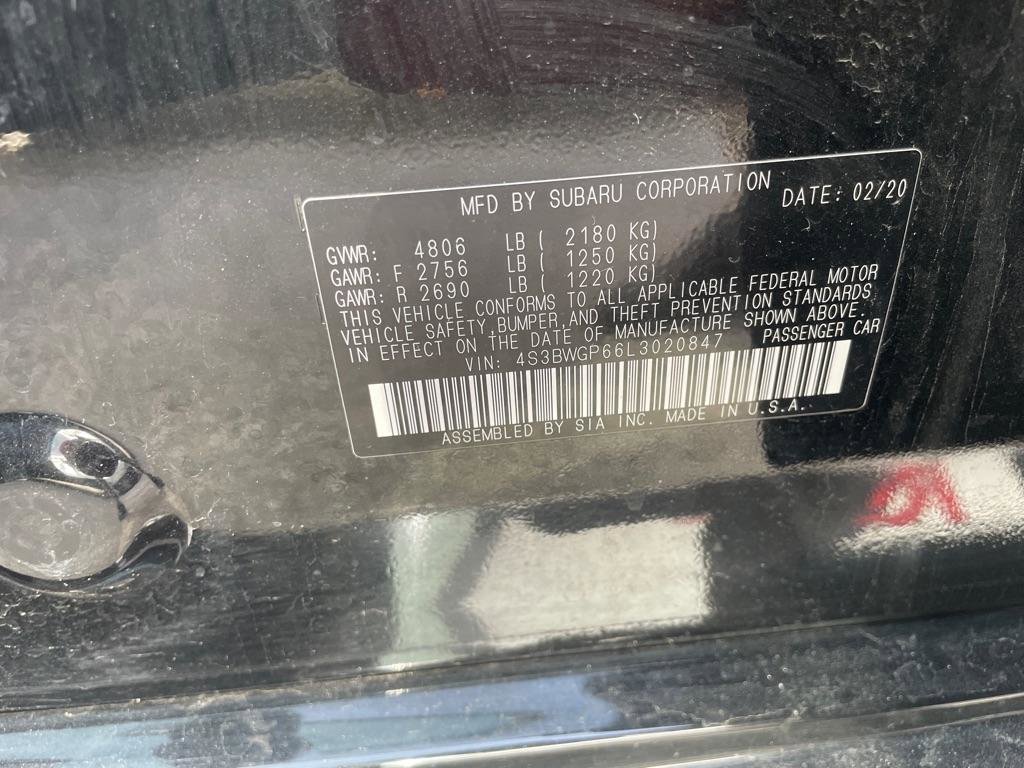 MFD BY SUBARU CORPORATION DATE: 02/20
GVWR: 4806 LB ( 2180 KG)
GAWR: F 2756 LB ( 1250 KG)
GAWR: R 2690 LB ( 1220 KG)
THIS VEHICLE CONFORMS TO ALL APPLICABLE FEDERAL MOTOR
VEHICLE SAFETY, BUMPER, AND THEFT PREVENTION STANDARDS
IN EFFECT ON THE DATE OF MANUFACTURE SHOWN ABOVE.
VIN: 4S3BWGP66L3020847 PASSENGER CAR
ASSEMBLED BY SIA INC. MADE IN U.S.A.